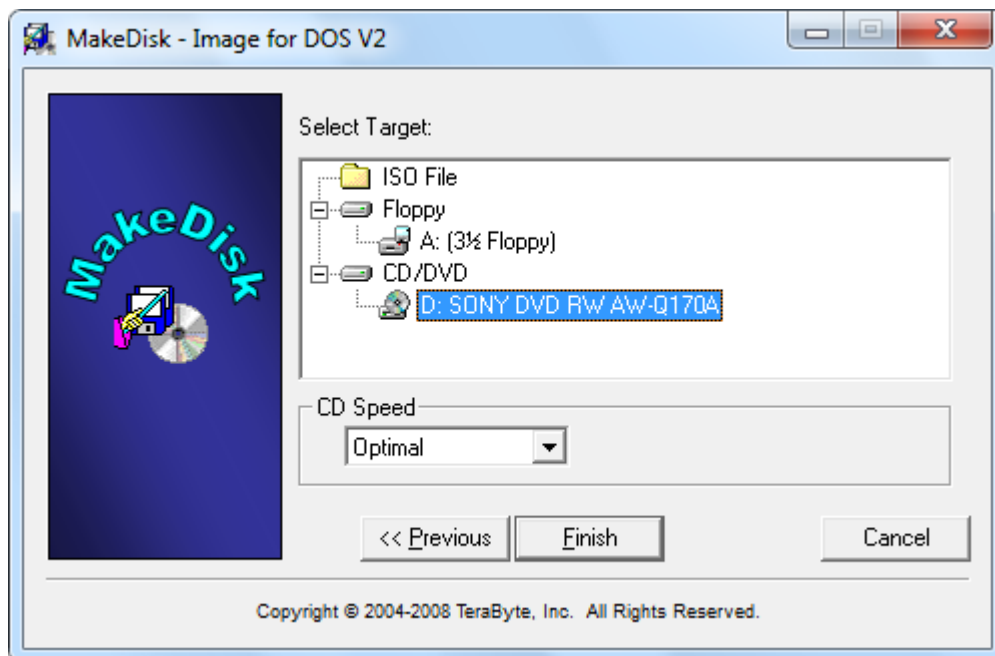 MakeDisk - Image for DOS V2
MakeDisk
Select Target:
ISO File
Floppy
A: (3½ Floppy)
CD/DVD
D: SONY DVD RW AW-Q170A
CD Speed
Optimal
<< Previous
Finish
Cancel
Copyright © 2004-2008 TeraByte, Inc. All Rights Reserved.